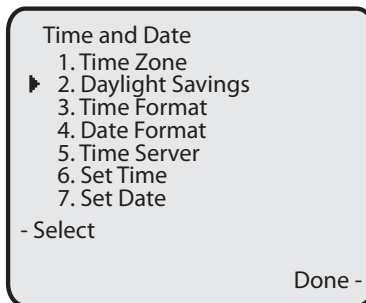 Time and Date
1. Time Zone
2. Daylight Savings
3. Time Format
4. Date Format
5. Time Server
6. Set Time
7. Set Date
- Select
Done -